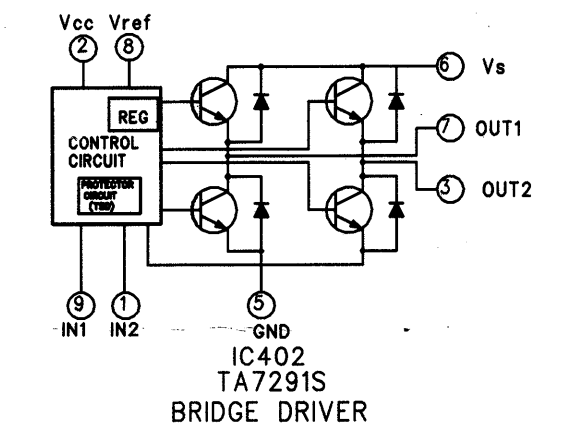 Vcc Vref
2 8
6 Vs
REG
7 OUT1
CONTROL
CIRCUIT
PROTECTOR
CIRCUIT
(TSD)
3 OUT2
9 1 5
IN1 IN2 GND
IC402
TA7291S
BRIDGE DRIVER